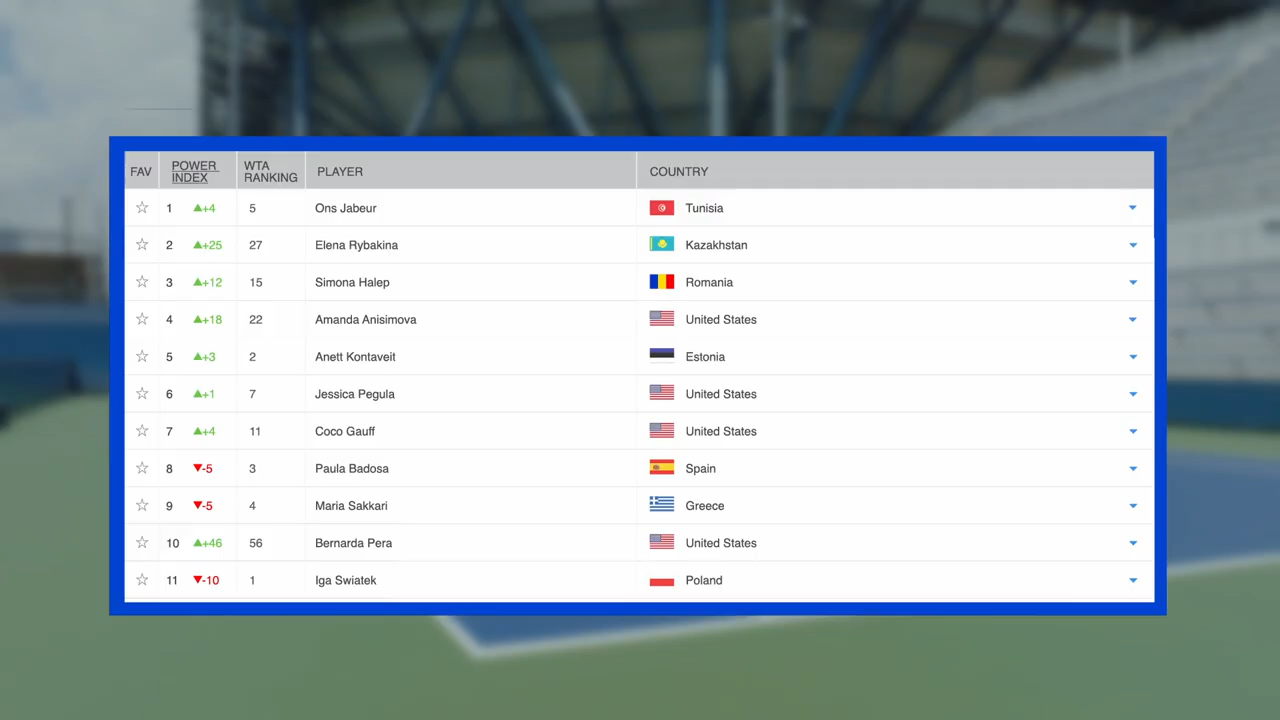 FAV POWER INDEX WTA RANKING PLAYER COUNTRY
1 ▲+4 5 Ons Jabeur Tunisia
2 ▲+25 27 Elena Rybakina Kazakhstan
3 ▲+12 15 Simona Halep Romania
4 ▲+18 22 Amanda Anisimova United States
5 ▲+3 2 Anett Kontaveit Estonia
6 ▲+1 7 Jessica Pegula United States
7 ▲+4 11 Coco Gauff United States
8 ▼-5 3 Paula Badosa Spain
9 ▼-5 4 Maria Sakkari Greece
10 ▲+46 56 Bernarda Pera United States
11 ▼-10 1 Iga Swiatek Poland